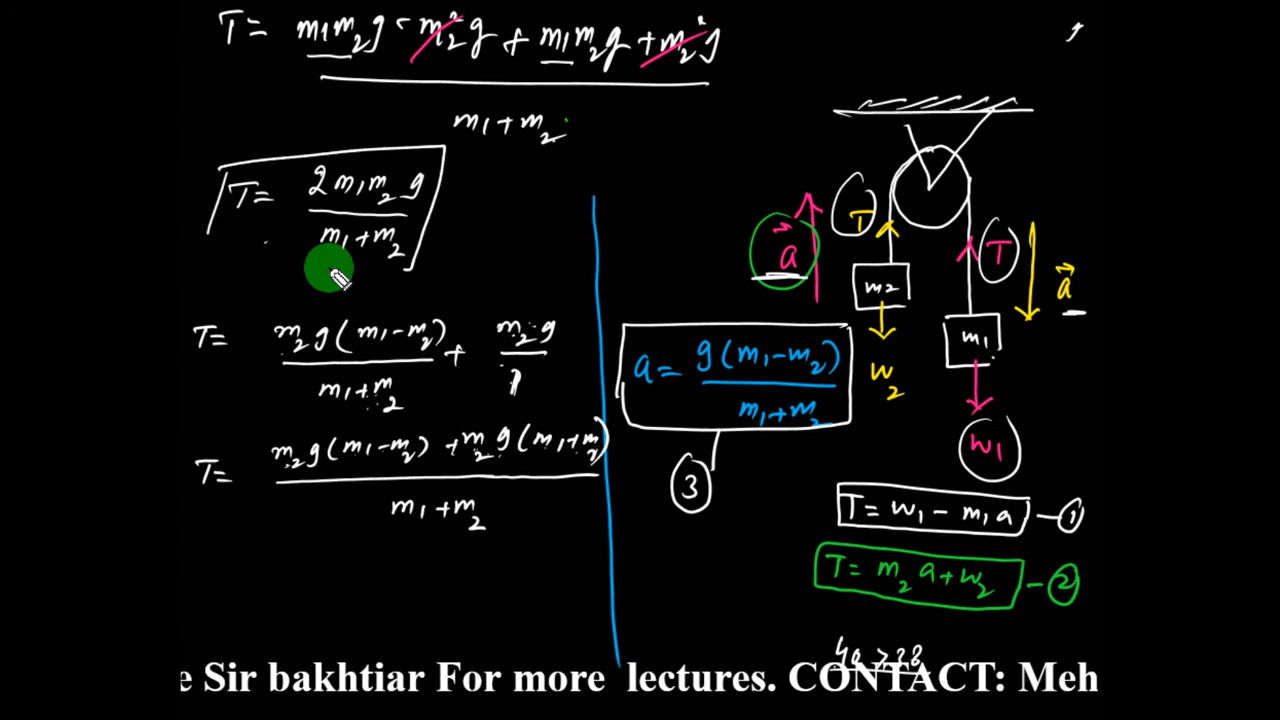 T = m₁m₂g - m₂²g + m₁m₂g + m₂²g
m₁ + m₂
T = 2m₁m₂g
m₁ + m₂
T = m₂g(m₁ - m₂) + m₂g
m₁ + m₂ 1
T = m₂g(m₁ - m₂) + m₂g(m₁ + m₂)
m₁ + m₂
a
T
T
a
m₂
m₁
w₂
w₁
a = g(m₁ - m₂)
m₁ + m₂
3
T = w₁ - m₁a - 1
T = m₂a + w₂ - 2
e Sir bakhtiar For more lectures. CONTACT: Meh